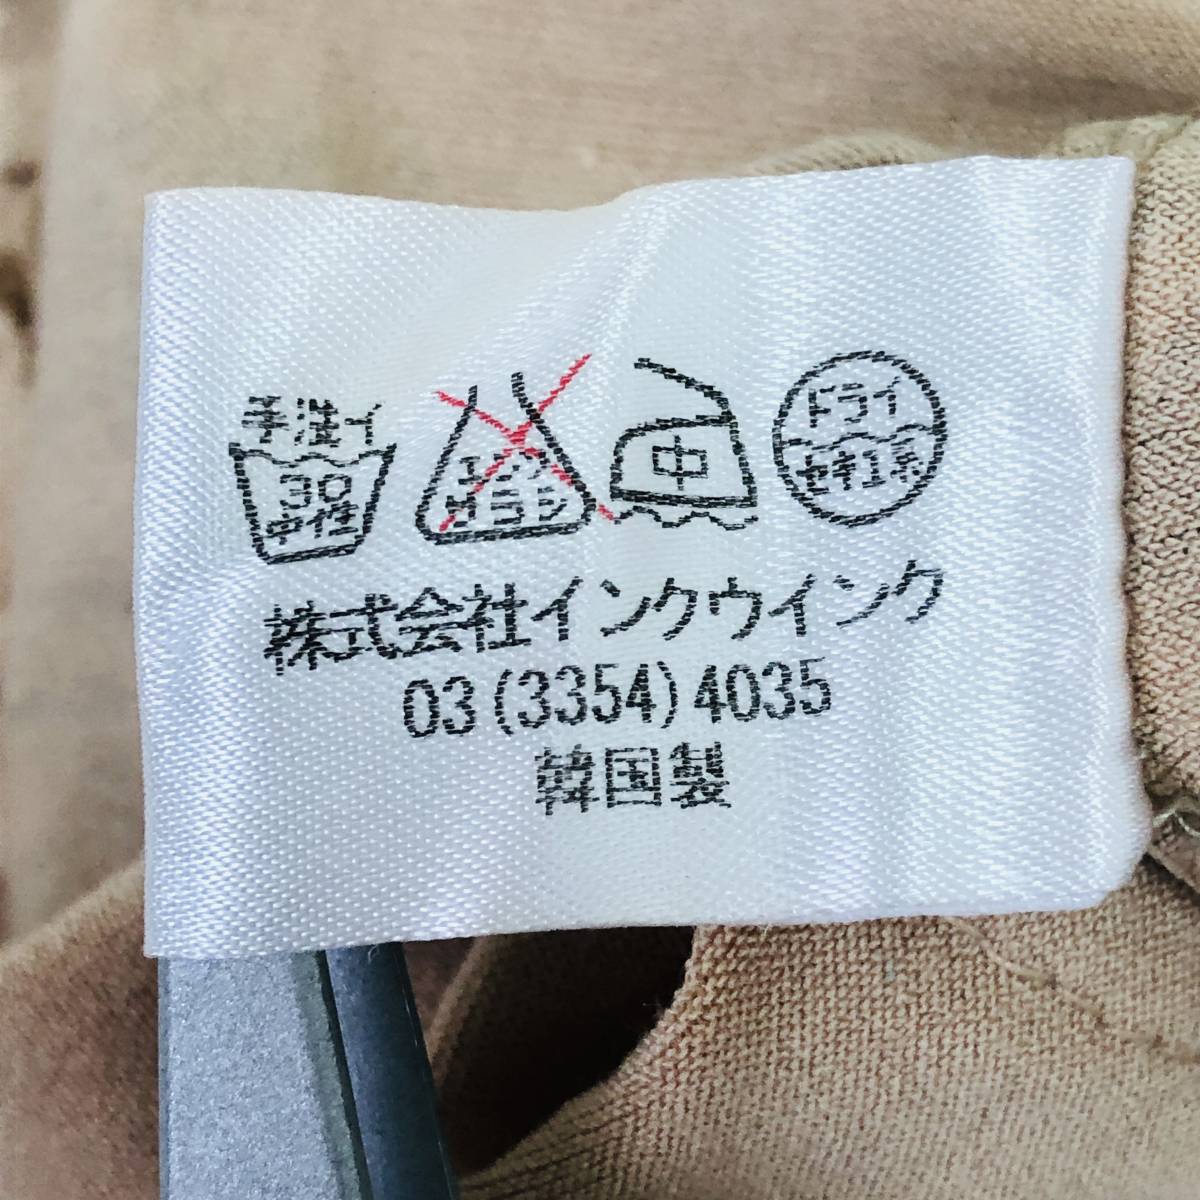 手洗イ
30
中性
エンソ
サラシ
中
ドライ
セキユ系
株式会社インクウインク
03(3354)4035
韓国製